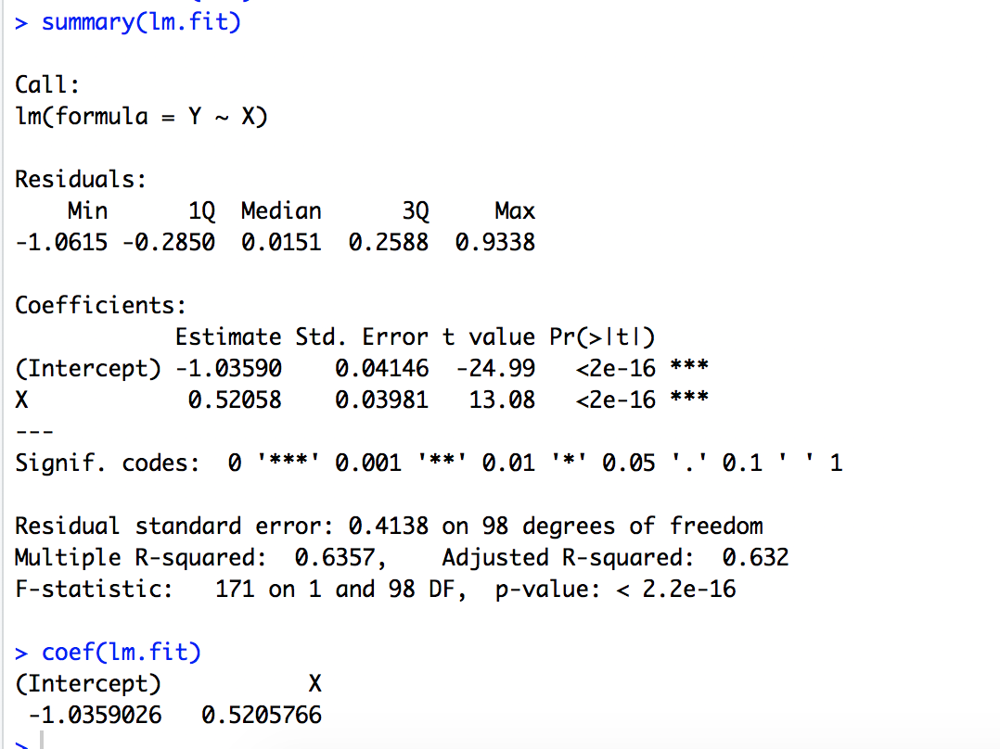 > summary(lm.fit)
Call:
lm(formula = Y ~ X)
Residuals:
    Min      1Q  Median      3Q     Max
-1.0615 -0.2850  0.0151  0.2588  0.9338
Coefficients:
            Estimate Std. Error t value Pr(>|t|)
(Intercept) -1.03590    0.04146  -24.99   <2e-16 ***
X            0.52058    0.03981   13.08   <2e-16 ***
---
Signif. codes:  0 '***' 0.001 '**' 0.01 '*' 0.05 '.' 0.1 ' ' 1
Residual standard error: 0.4138 on 98 degrees of freedom
Multiple R-squared:  0.6357,    Adjusted R-squared:  0.632
F-statistic:   171 on 1 and 98 DF,  p-value: < 2.2e-16
> coef(lm.fit)
(Intercept)           X
 -1.0359026   0.5205766
>